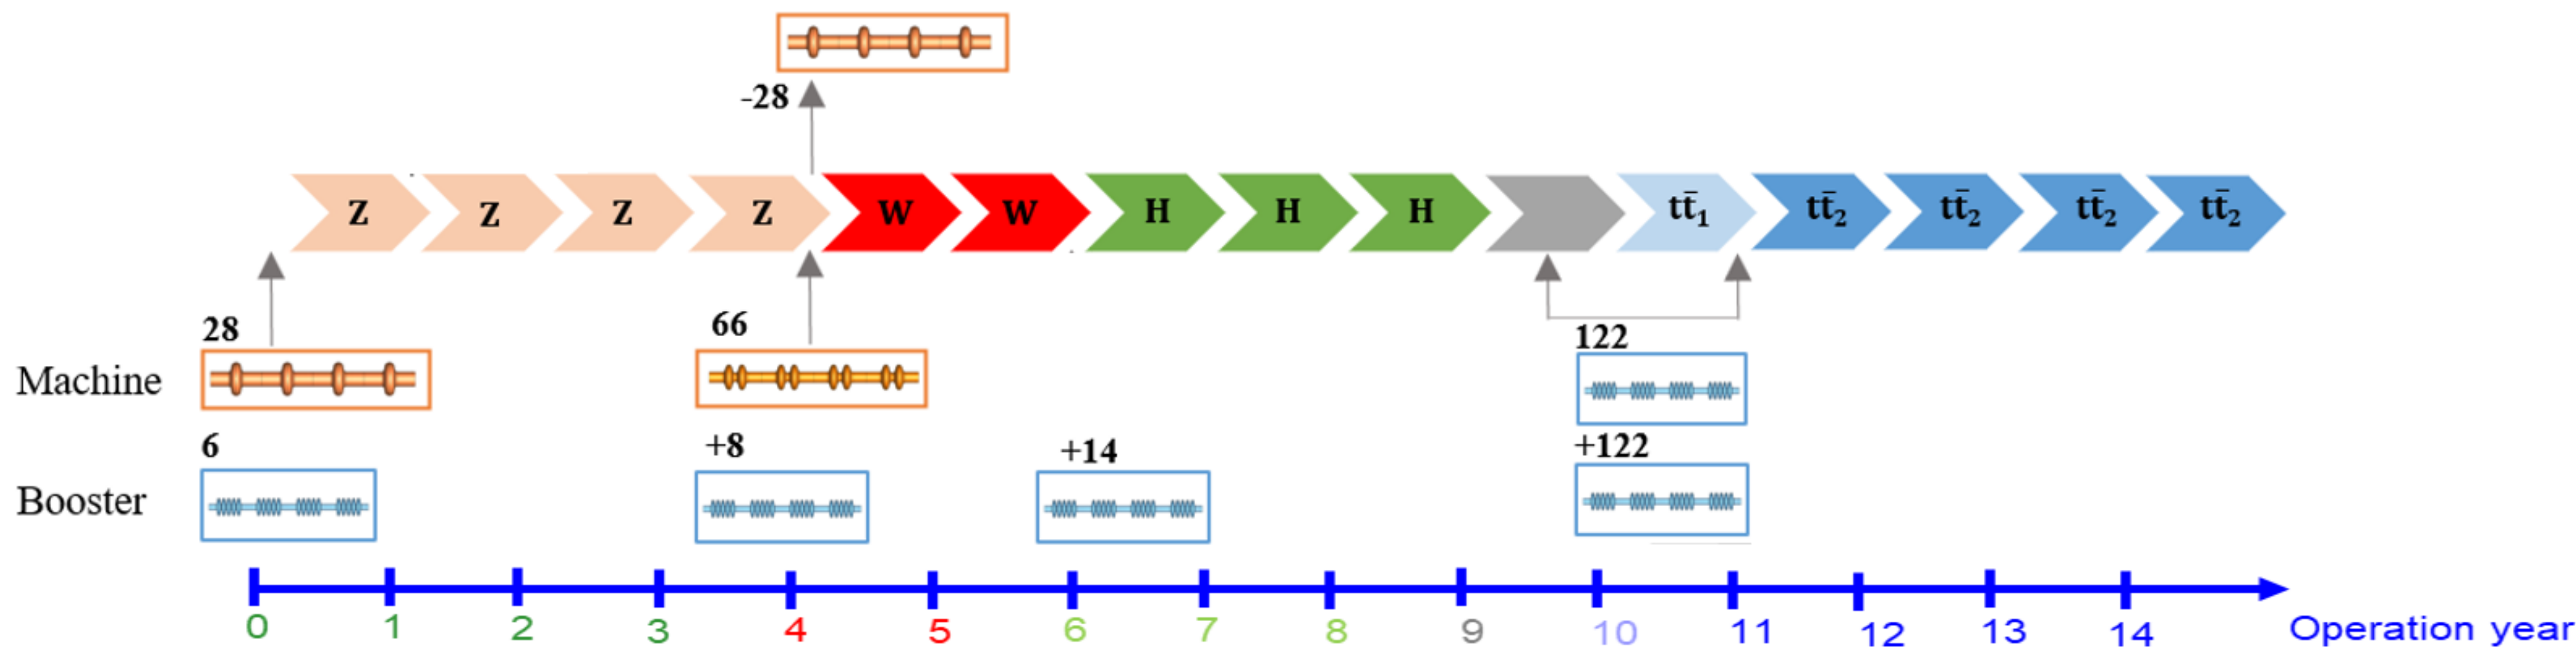 -28
Z Z Z Z W W H H H tt̄₁ tt̄₂ tt̄₂ tt̄₂ tt̄₂
28 66 122
Machine
6 +8 +14 +122
Booster
0 1 2 3 4 5 6 7 8 9 10 11 12 13 14 Operation year